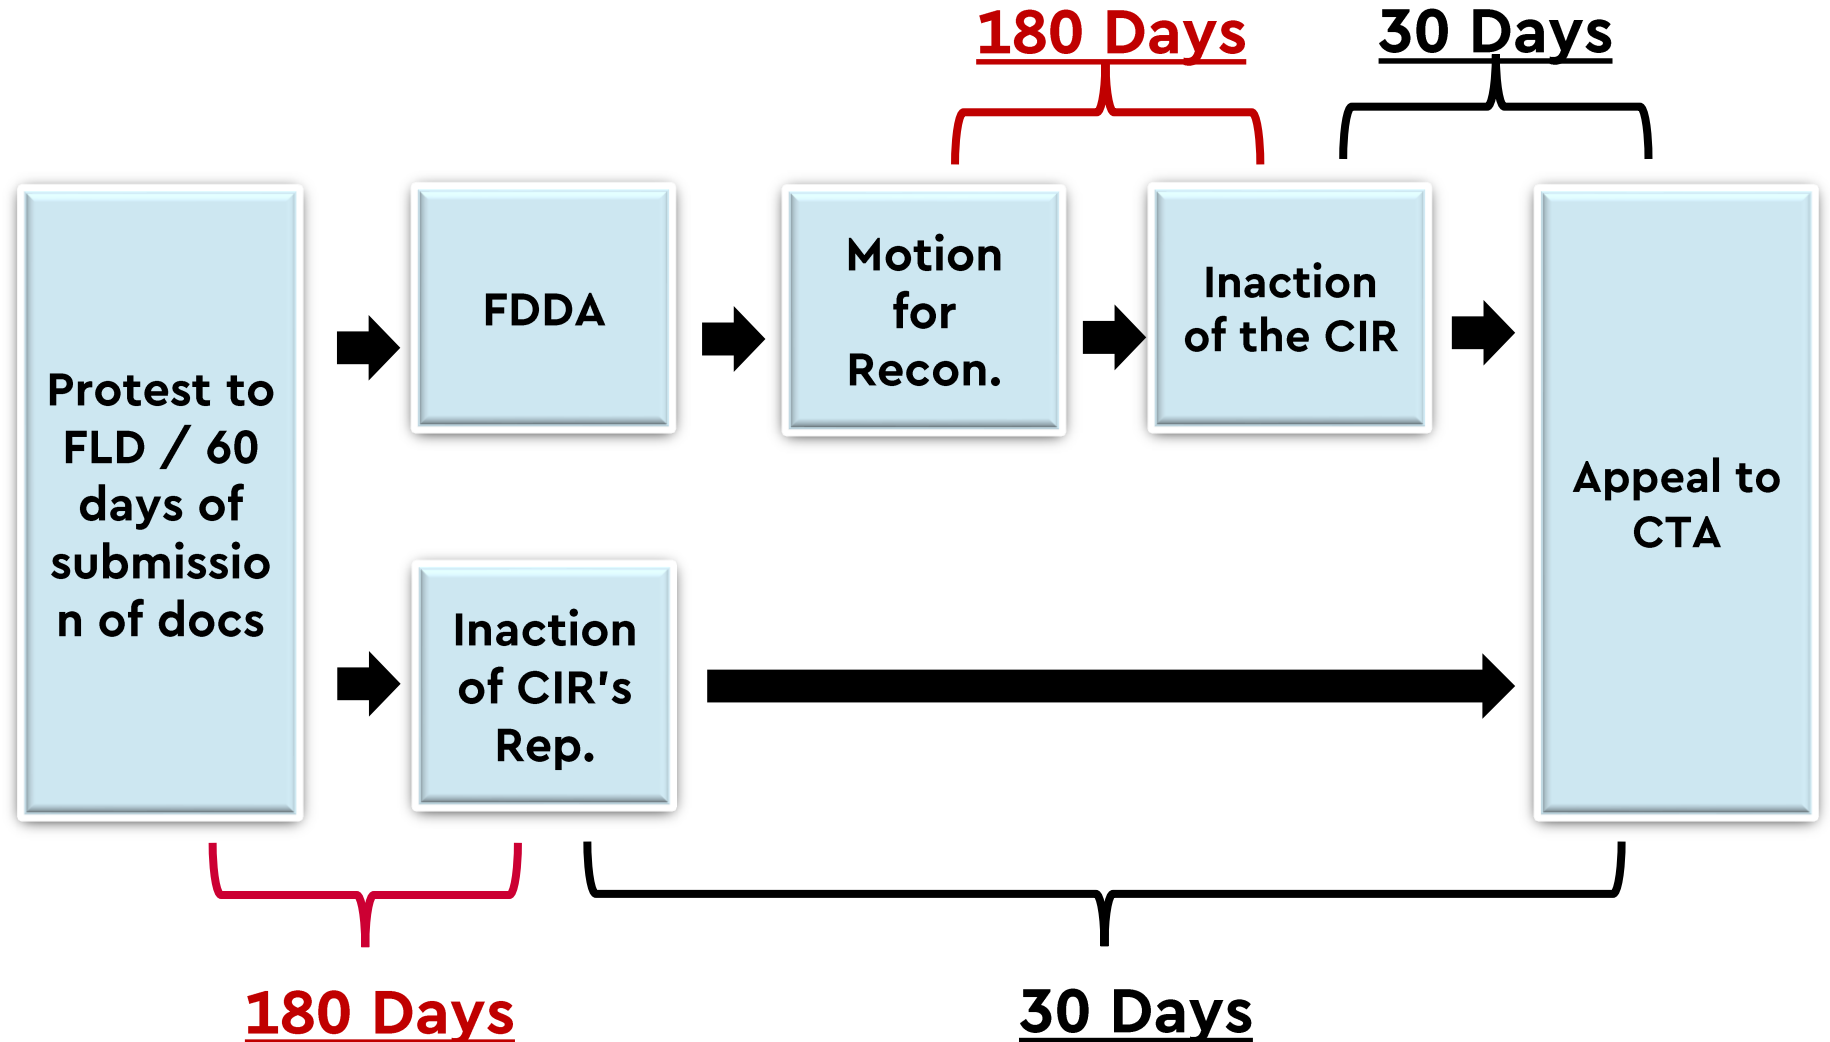 180 Days
30 Days
Protest to
FLD / 60
days of
submissio
n of docs
FDDA
Motion
for
Recon.
Inaction
of the CIR
Appeal to
CTA
Inaction
of CIR's
Rep.
180 Days
30 Days